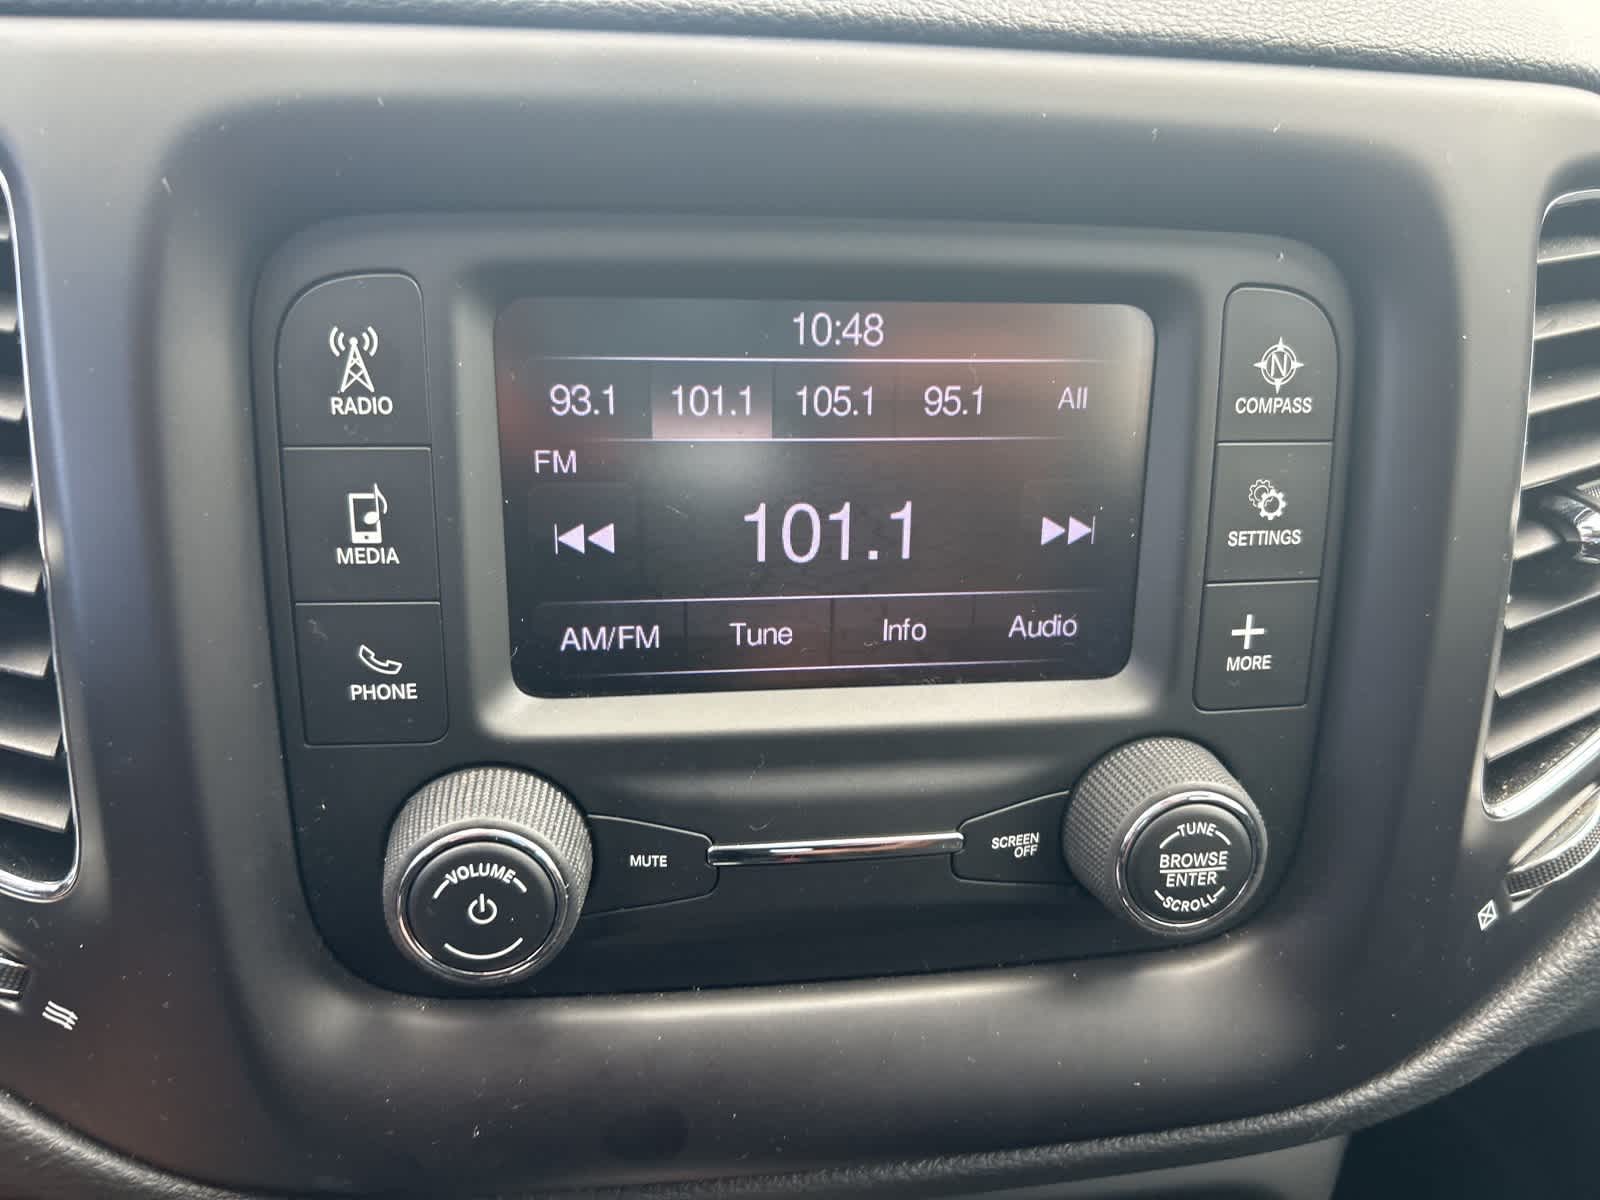 10:48
93.1 101.1 105.1 95.1 All
FM
101.1
AM/FM Tune Info Audio
RADIO
MEDIA
PHONE
N
COMPASS
SETTINGS
MORE
VOLUME
MUTE
SCREEN
OFF
TUNE
BROWSE
ENTER
SCROLL